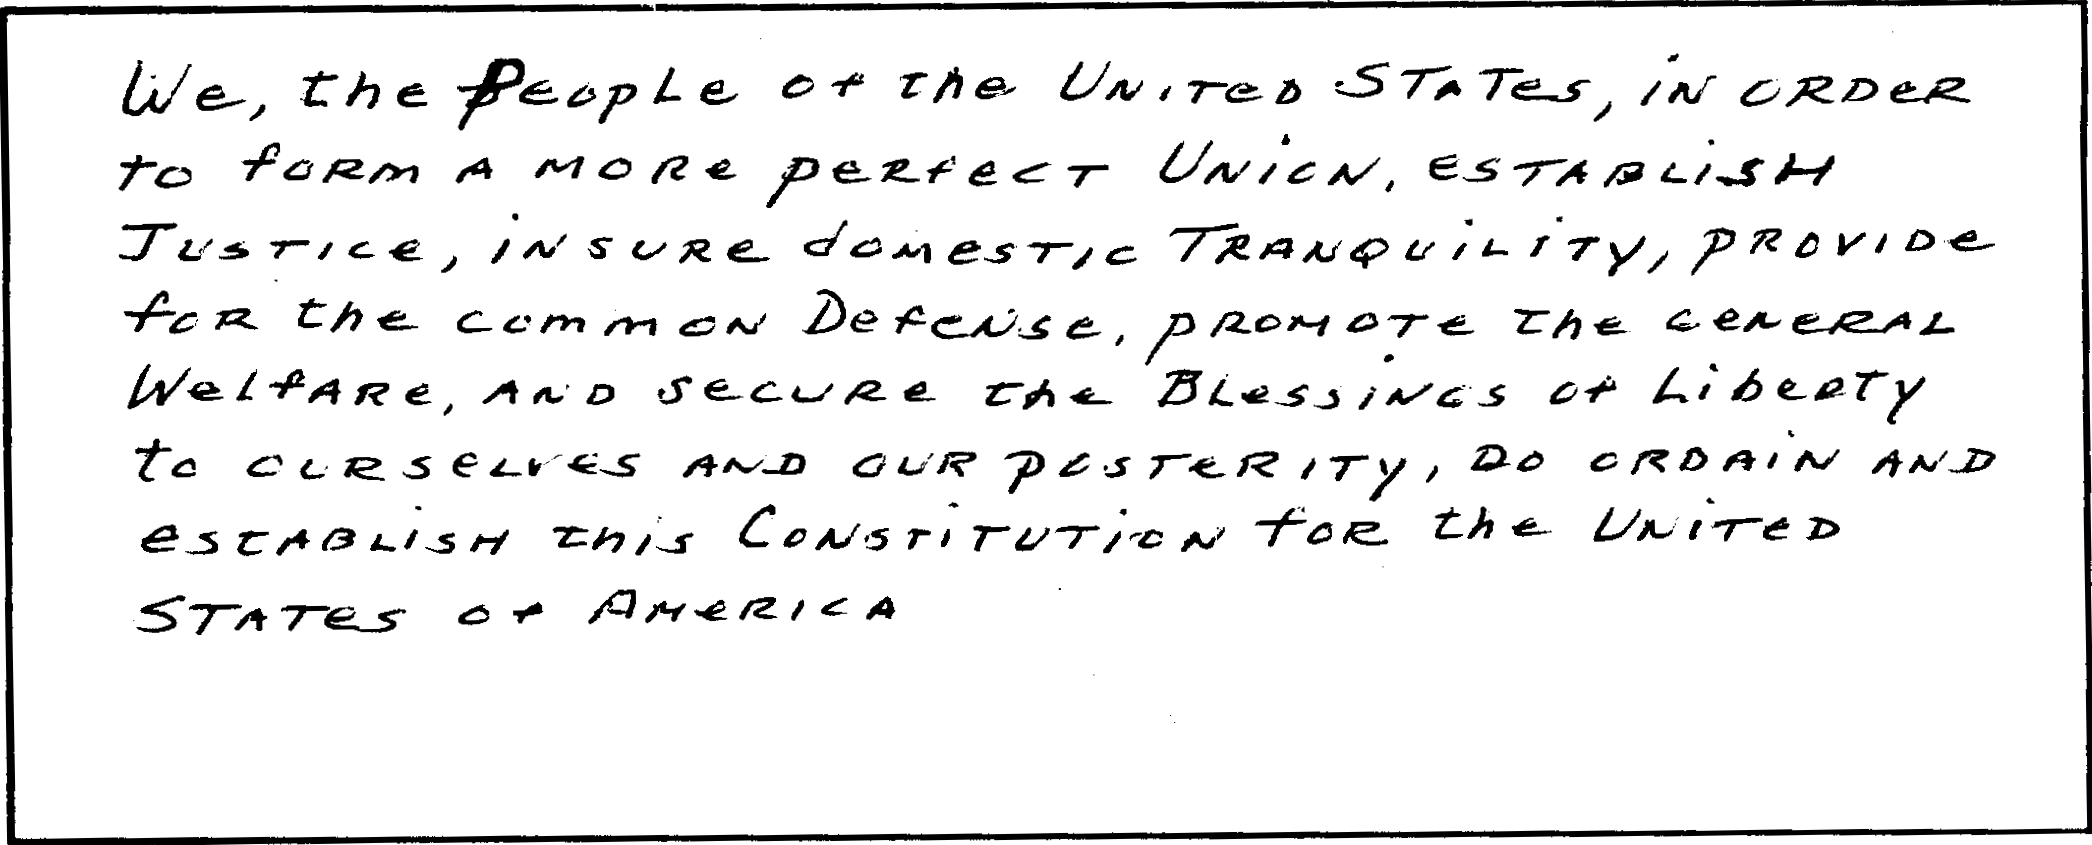 We, the People of the United States, in order
to form a more perfect Union, establish
Justice, insure domestic Tranquility, provide
for the common Defense, promote the general
Welfare, and secure the Blessings of Liberty
to ourselves and our posterity, do ordain and
establish this Constitution for the United
States of America